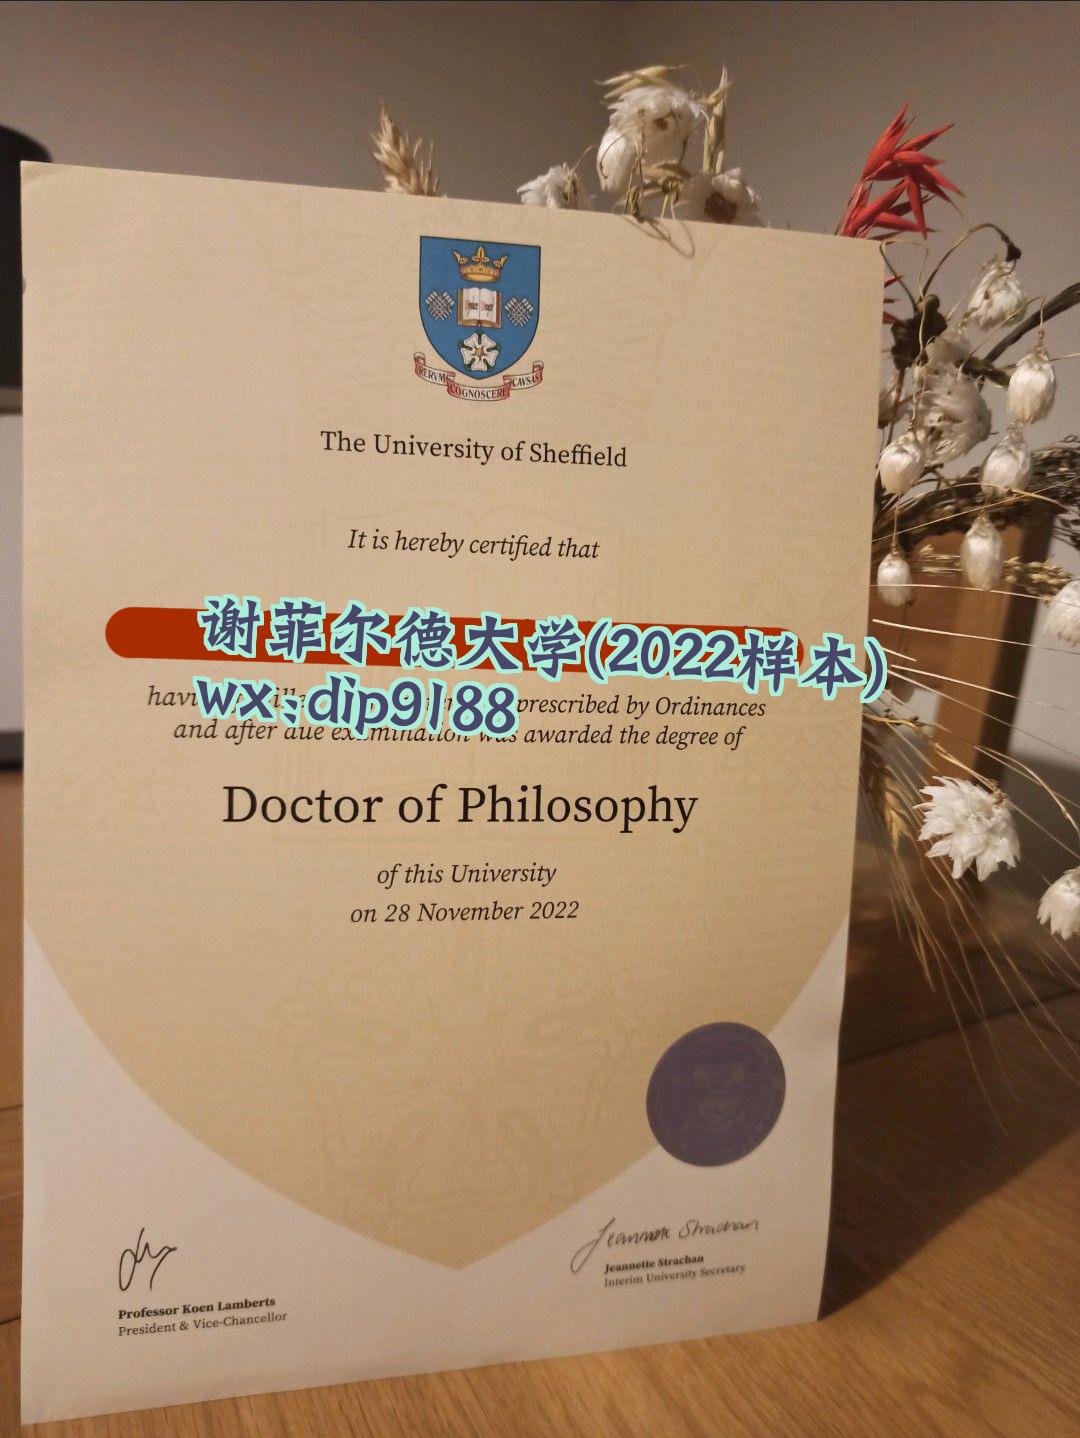 RERVM COGNOSCERE CAVSAS
The University of Sheffield
It is hereby certified that
谢菲尔德大学(2022样本)
wx:dip9188
prescribed by Ordinances
and after due examination was awarded the degree of
Doctor of Philosophy
of this University
on 28 November 2022
Jeannette Strachan
Professor Koen Lamberts
President & Vice-Chancellor
Jeannette Strachan
Interim University Secretary